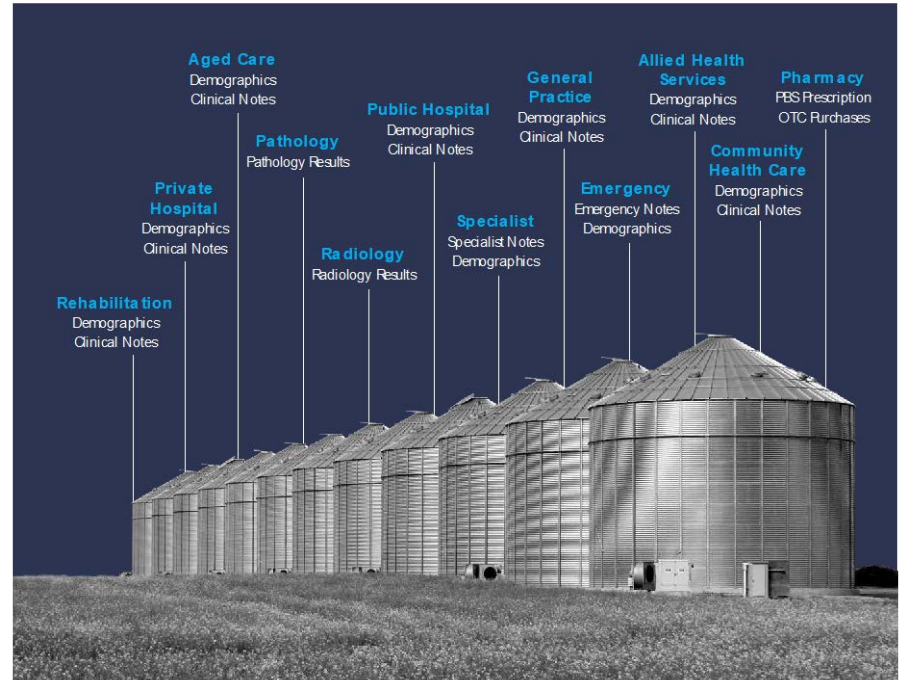 Aged Care
Demographics
Clinical Notes
Pathology
Pathology Results
Private
Hospital
Demographics
Clinical Notes
Rehabilitation
Demographics
Clinical Notes
Public Hospital
Demographics
Clinical Notes
Radiology
Radiology Results
General
Practice
Demographics
Clinical Notes
Specialist
Specialist Notes
Demographics
Allied Health
Services
Demographics
Clinical Notes
Emergency
Emergency Notes
Demographics
Pharmacy
PBS Prescription
OTC Purchases
Community
Health Care
Demographics
Clinical Notes